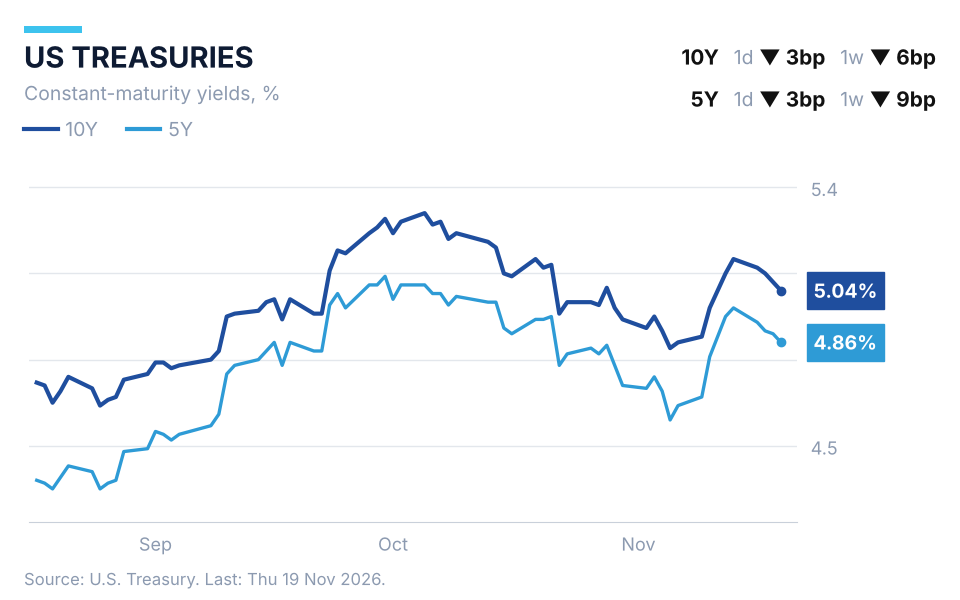 US TREASURIES
Constant-maturity yields, %
10Y 5Y
10Y 1d ▼ 3bp 1w ▼ 6bp
5Y 1d ▼ 3bp 1w ▼ 9bp
5.4
5.04%
4.86%
4.5
Sep Oct Nov
Source: U.S. Treasury. Last: Thu 19 Nov 2026.